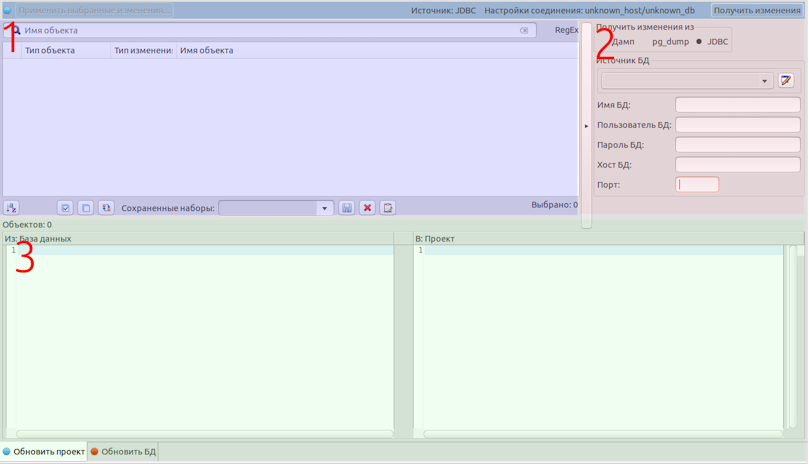 Применить выбранные изменения... Источник: JDBC Настройки соединения: unknown_host/unknown_db Получить изменения
1 Имя объекта RegEx
Тип объекта Тип изменени: Имя объекта
2 Получить изменения из
Дамп pg_dump JDBC
Источник БД
Имя БД:
Пользователь БД:
Пароль БД:
Хост БД:
Порт:
Сохраненные наборы: Выбрано: 0
Объектов: 0
Из: База данных В: Проект
1 3 1
Обновить проект Обновить БД